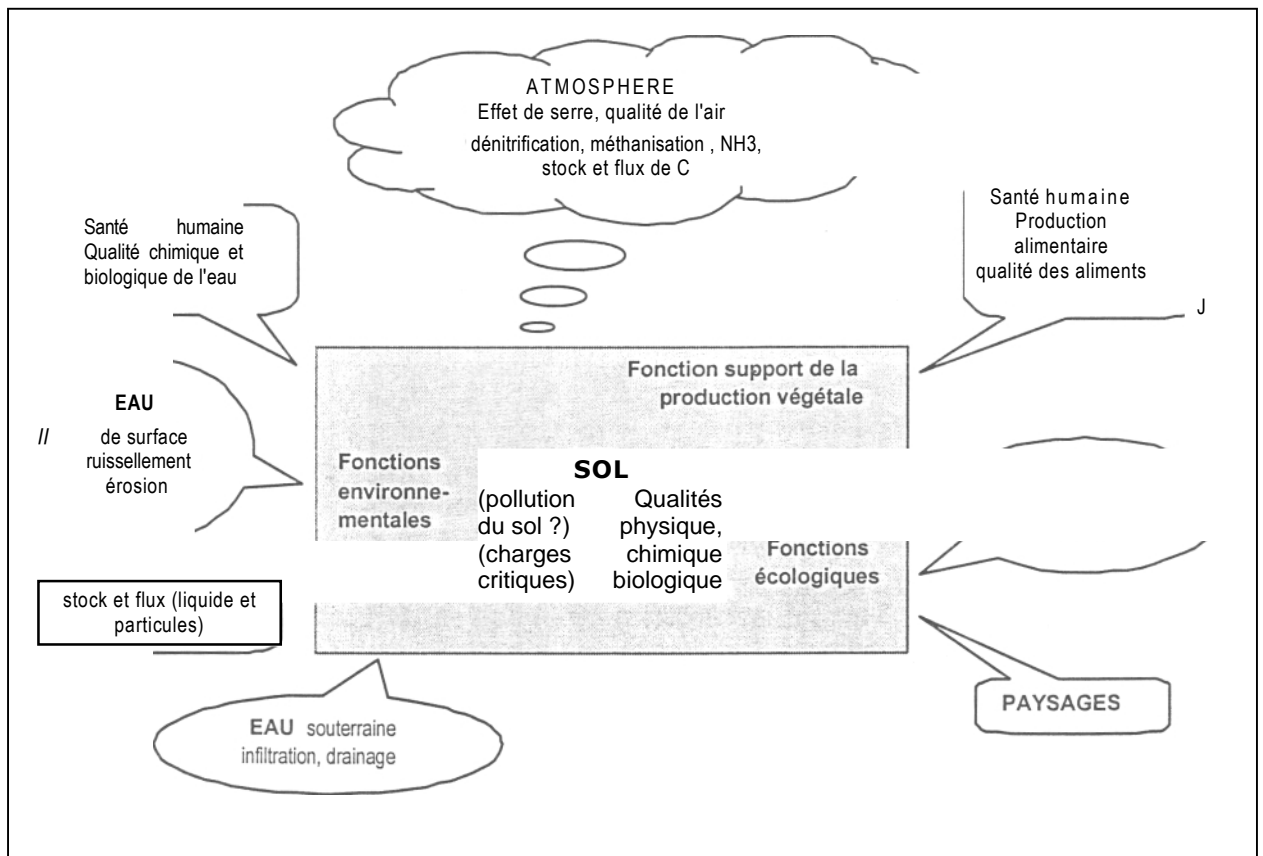 ATMOSPHERE
Effet de serre, qualité de l'air
dénitrification, méthanisation , NH3,
stock et flux de C
Santé humaine
Qualité chimique et
biologique de l'eau
Santé humaine
Production
alimentaire
qualité des aliments
J
EAU
// de surface
ruissellement
érosion
stock et flux (liquide et
particules)
Fonction support de la
production végétale
Fonctions
environne-
mentales
SOL
(pollution Qualités
du sol ?) physique,
(charges chimique
critiques) biologique
Fonctions
écologiques
EAU souterraine
infiltration, drainage
PAYSAGES